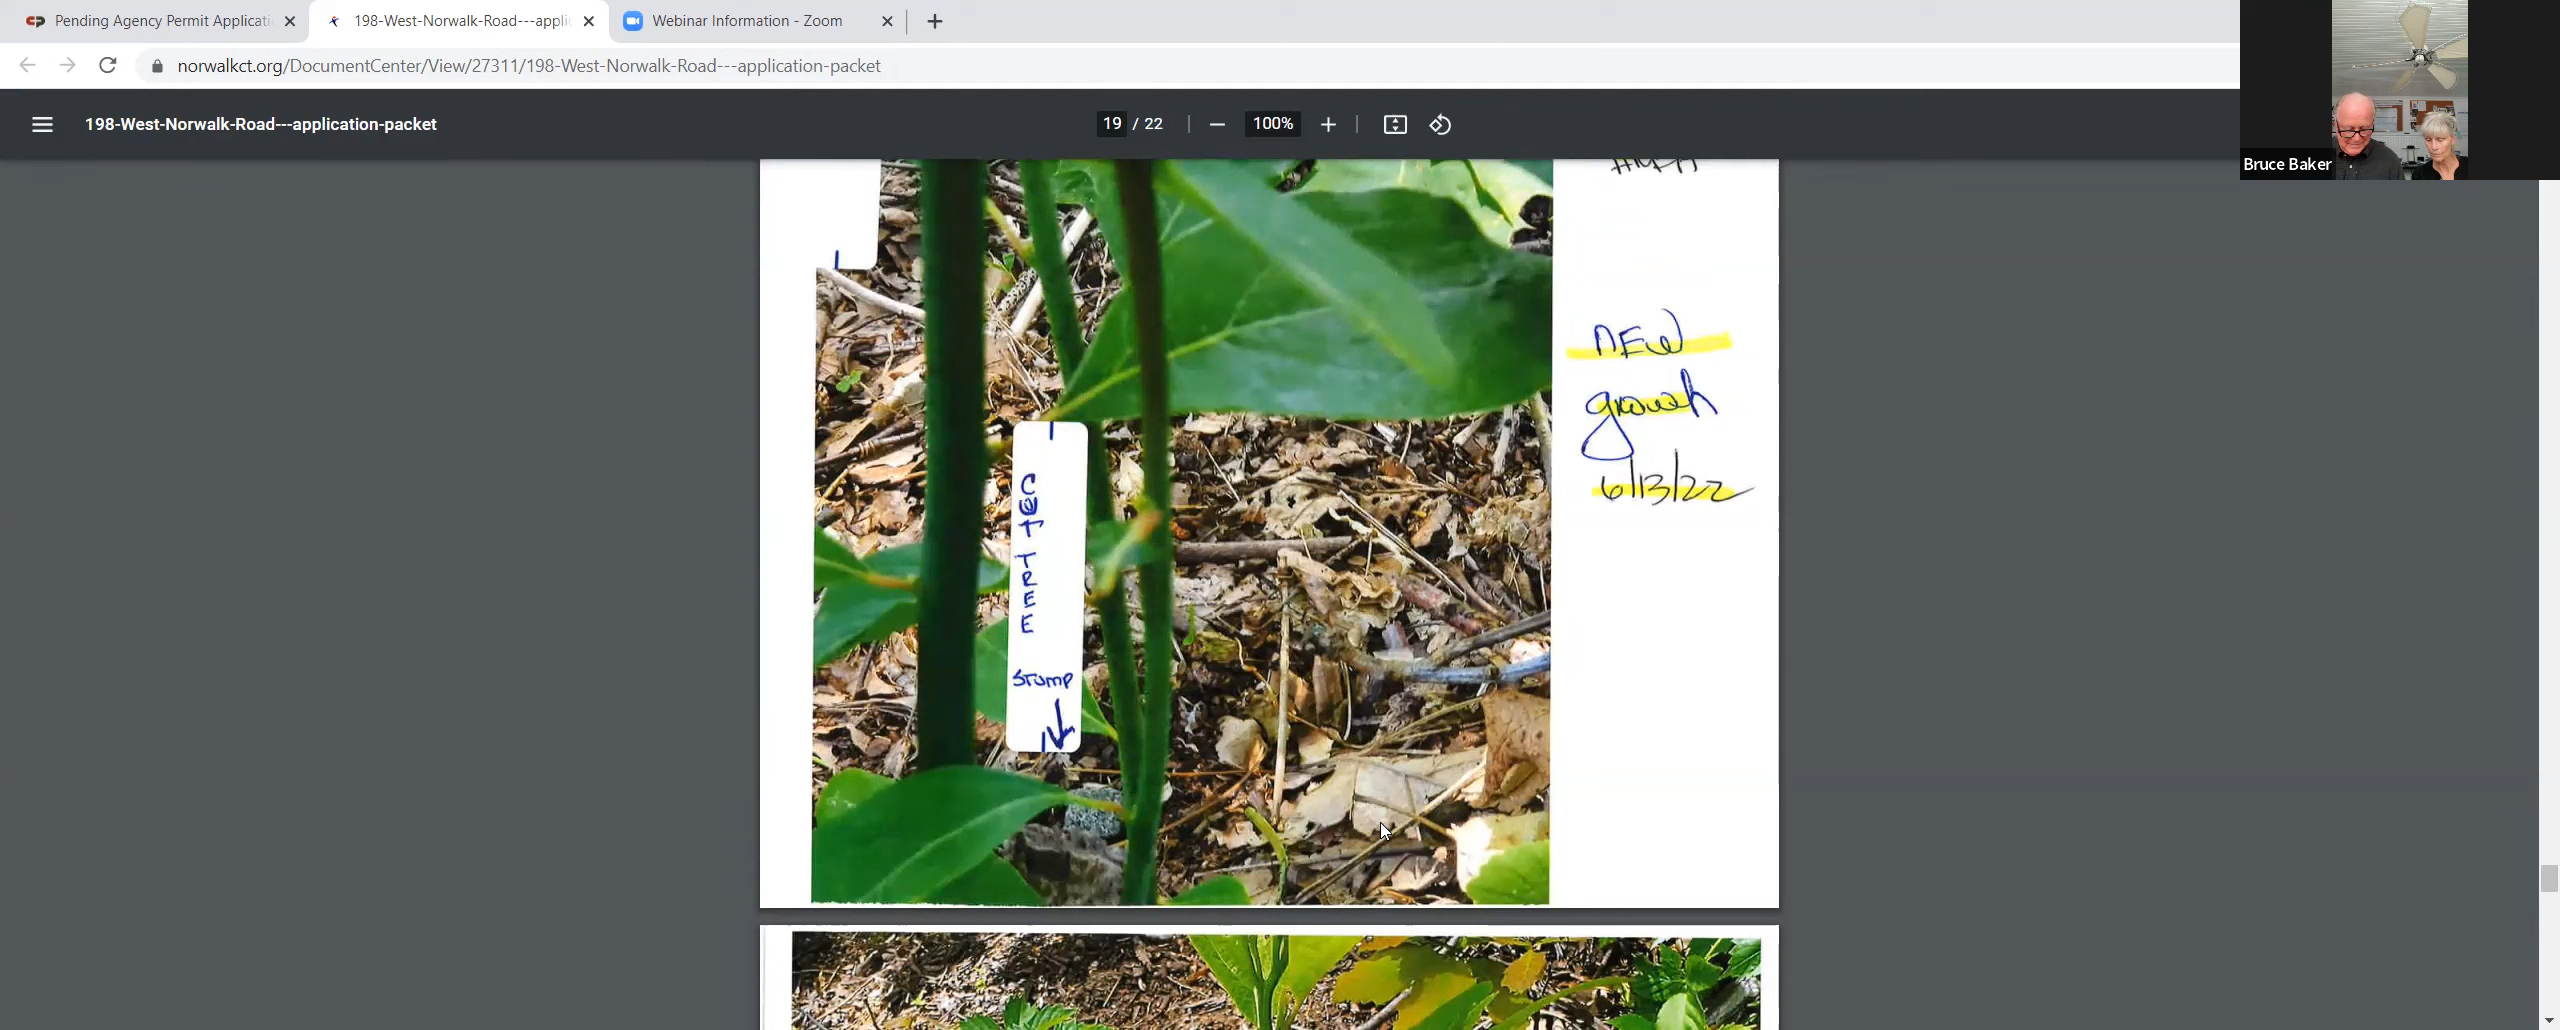 Pending Agency Permit Applicati
198-West-Norwalk-Road---applic
Webinar Information - Zoom
norwalkct.org/DocumentCenter/View/27311/198-West-Norwalk-Road---application-packet
198-West-Norwalk-Road---application-packet
19 / 22
100%
Bruce Baker
NEW
growth
6/13/22
CUT
TREE
Stump